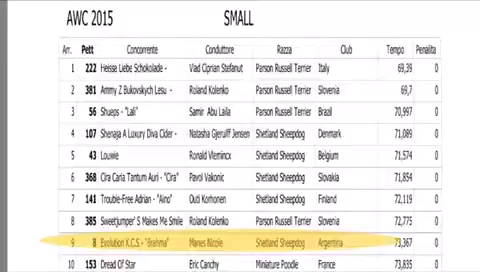 AWC 2015 SMALL
Arr. Pett Concorrente Conduttore Razza Club Tempo Penalita
1 222 Heisse Liebe Schokolade - Vlad Ciprian Stefanut Parson Russell Terrier Italy 69,39 0
2 381 Ammy Z Bukovskych Lesu - Roland Kolenko Parson Russell Terrier Slovenia 69,7 0
3 56 Shueps - "Lali" Samir Abu Laila Parson Russell Terrier Brazil 70,997 0
4 107 Shenaja A Luxury Diva Cider - Natasha Gjerulff Jensen Shetland Sheepdog Denmark 71,089 0
5 43 Louwie Ronald Vlemincx Shetland Sheepdog Belgium 71,574 0
6 368 Cira Caria Tantum Auri - "Cira" Pavol Vakonic Shetland Sheepdog Slovakia 71,854 0
7 141 Trouble-Free Adrian - "Aino" Outi Korhonen Shetland Sheepdog Finland 72,119 0
8 385 Sweetjumper'S Makes Me Smile Roland Kolenko Parson Russell Terrier Slovenia 72,775 0
9 8 Evolution K.C.S - "Brahma" Manes Nicole Shetland Sheepdog Argentina 73,367 0
10 153 Dread Of Star Eric Canchy Miniature Poodle France 73,835 0